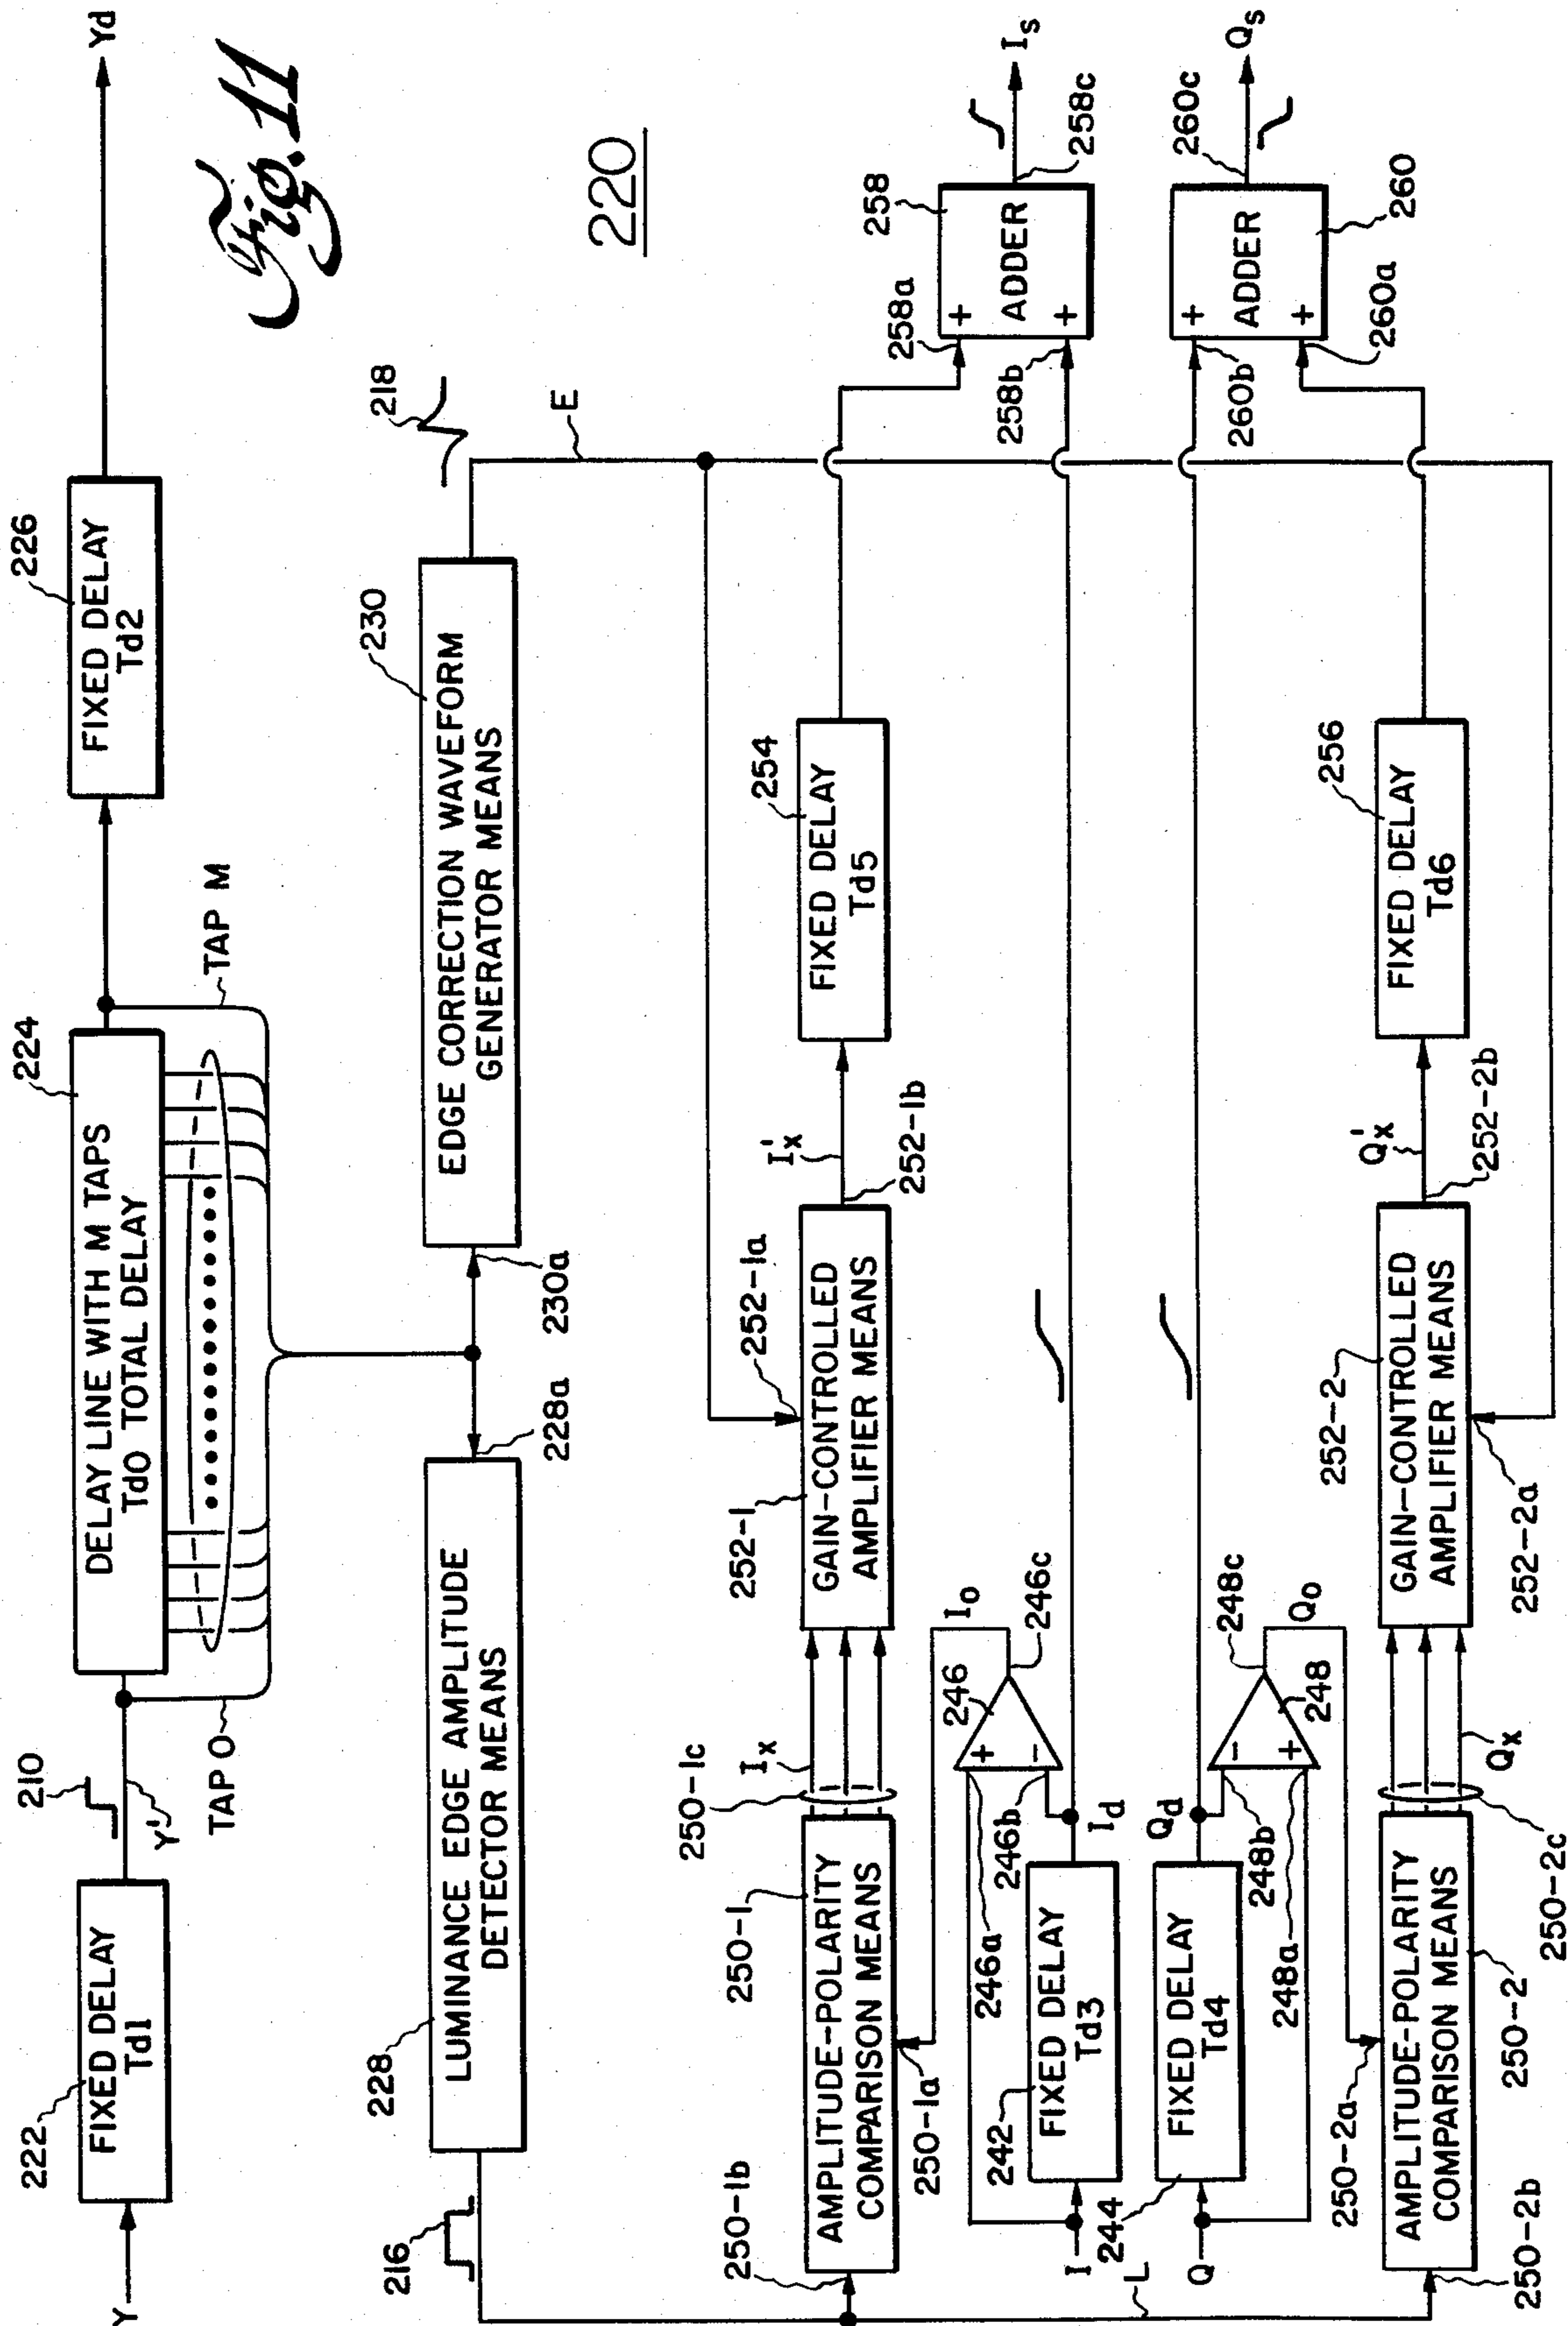 Fig. 11
220
Y
222
FIXED DELAY
Td1
210
Y'
TAP 0
224
DELAY LINE WITH M TAPS
Td0 TOTAL DELAY
TAP M
226
FIXED DELAY
Td2
Yd
216
228
LUMINANCE EDGE AMPLITUDE
DETECTOR MEANS
228a
230a
230
EDGE CORRECTION WAVEFORM
GENERATOR MEANS
218
E
250-1b
250-1
AMPLITUDE-POLARITY
COMPARISON MEANS
250-1a
250-1c
Ix
252-1
GAIN-CONTROLLED
AMPLIFIER MEANS
252-1a
I'x
252-1b
254
FIXED DELAY
Td5
258a
258
+
+
ADDER
258b
258c
Is
I
242
FIXED DELAY
Td3
246a
246b
246
+
-
246c
Io
Id
L
Q
244
FIXED DELAY
Td4
Qd
248b
248a
248
-
+
248c
Qo
260b
260a
+
+
ADDER
260
260c
Qs
250-2b
250-2a
AMPLITUDE-POLARITY
COMPARISON MEANS
250-2
250-2c
Qx
252-2
GAIN-CONTROLLED
AMPLIFIER MEANS
252-2a
Q'x
252-2b
256
FIXED DELAY
Td6